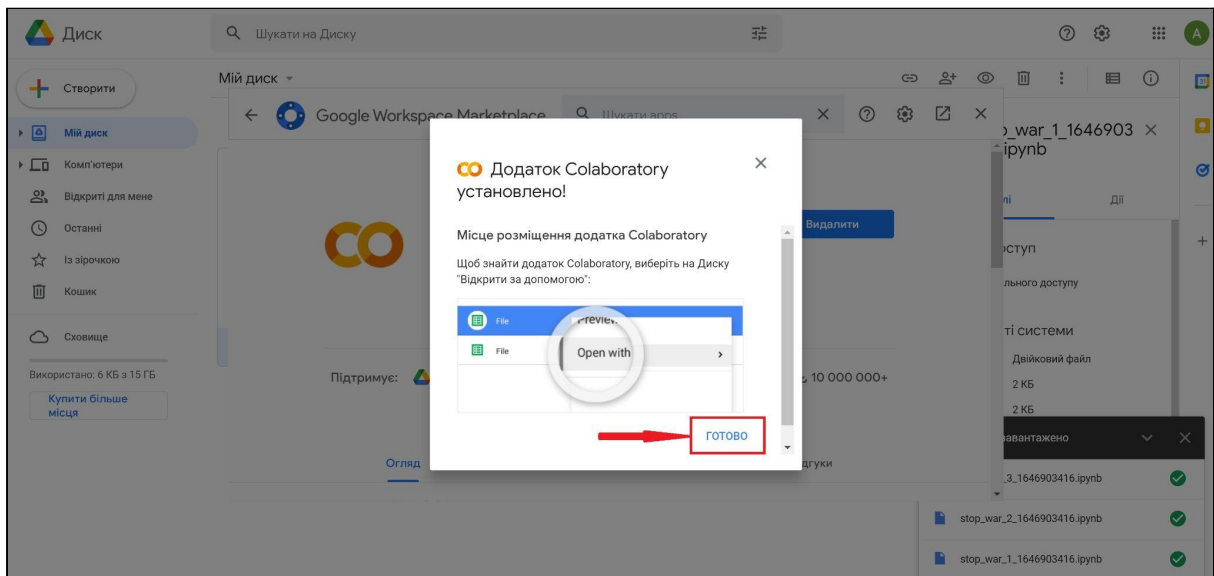 Диск
Шукати на Диску
A
Створити
Мій диск
Мій диск
Комп'ютери
Відкриті для мене
Останні
Із зірочкою
Кошик
Сховище
Використано: 6 КБ з 15 ГБ
Купити більше
місця
Google Workspace Marketplace
Шукати apps
Видалити
Підтримує:
10 000 000+
Огляд
Додаток Colaboratory
установлено!
Місце розміщення додатка Colaboratory
Щоб знайти додаток Colaboratory, виберіть на Диску
"Відкрити за допомогою":
File
Preview
File
Open with
ГОТОВО
_war_1_1646903
ipynb
Дії
льного доступу
ті системи
Двійковий файл
2 КБ
2 КБ
_3_1646903416.ipynb
stop_war_2_1646903416.ipynb
stop_war_1_1646903416.ipynb